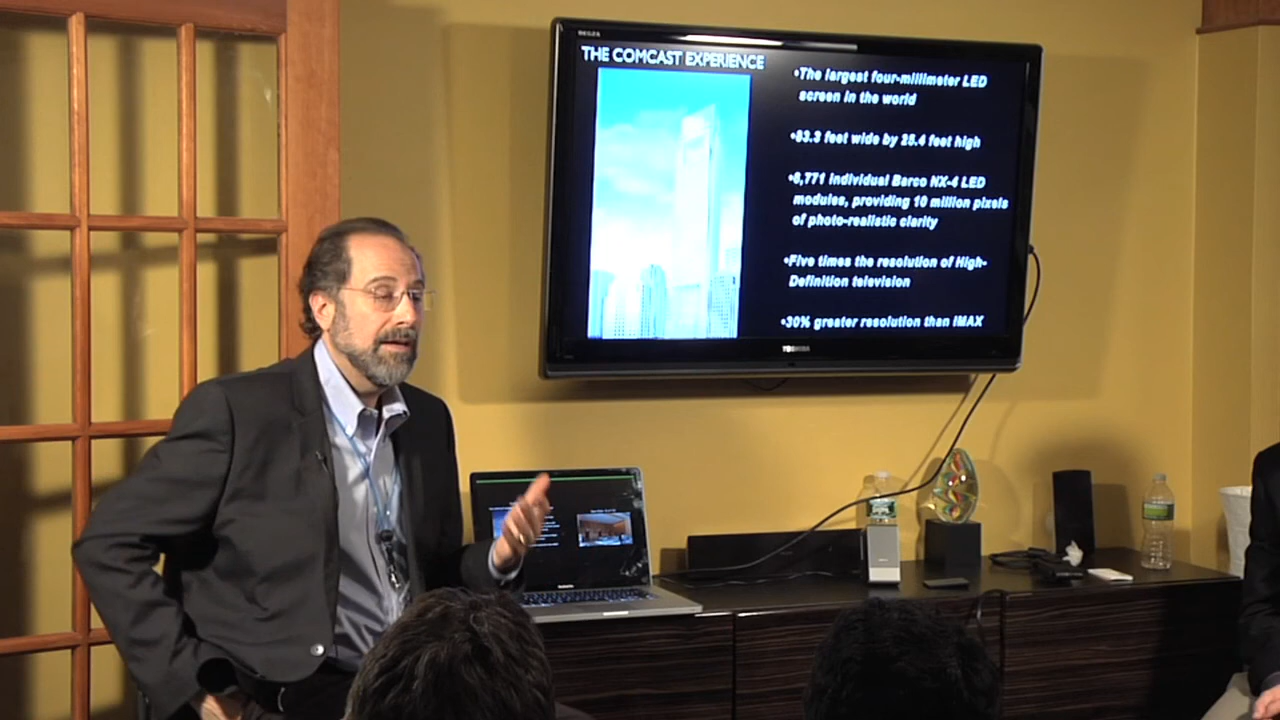 REGZA
THE COMCAST EXPERIENCE
•The largest four-millimeter LED
screen in the world
•83.3 feet wide by 25.4 feet high
•6,771 individual Barco NX-4 LED
modules, providing 10 million pixels
of photo-realistic clarity
•Five times the resolution of High-
Definition television
•30% greater resolution than IMAX
TOSHIBA